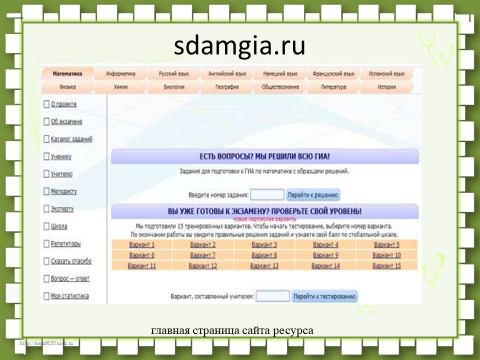 sdamgia.ru
Математика Информатика Русский язык Английский язык Немецкий язык Французский язык Испанский язык
Физика Химия Биология География Обществознание Литература История
О проекте
Об экзамене
Каталог заданий
Ученику
Учителю
Методисту
Эксперту
Школа
Репетиторы
Сказать спасибо
Вопрос — ответ
Моя статистика
ЕСТЬ ВОПРОСЫ? МЫ РЕШИЛИ ВСЮ ГИА!
Задания для подготовки к ГИА по математике с образцами решений.
Введите номер задания: Перейти к решению
ВЫ УЖЕ ГОТОВЫ К ЭКЗАМЕНУ? ПРОВЕРЬТЕ СВОЙ УРОВЕНЬ!
варианты
Мы подготовили 15 тренировочных вариантов. Чтобы начать тестирование, выберите номер варианта.
По окончании работы вы увидите правильные решения заданий и узнаете свой балл по стобалльной шкале.
Вариант 1 Вариант 2 Вариант 3 Вариант 4 Вариант 5
Вариант 6 Вариант 7 Вариант 8 Вариант 9 Вариант 10
Вариант 11 Вариант 12 Вариант 13 Вариант 14 Вариант 15
Вариант, составленный учителем: Перейти к тестированию
главная страница сайта ресурса